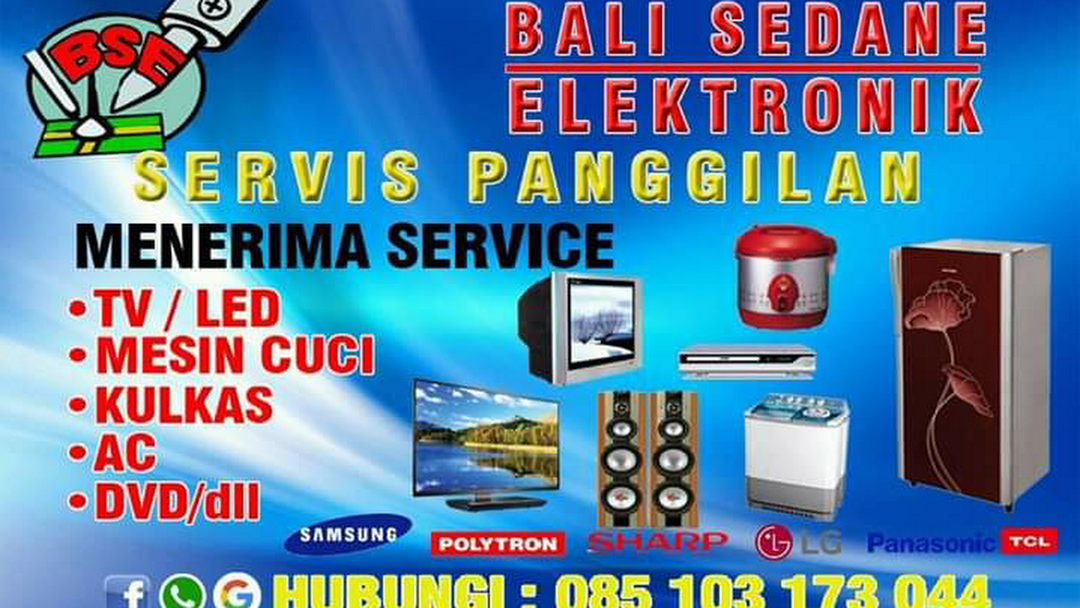 BSE
BALI SEDANE
ELEKTRONIK
SERVIS PANGGILAN
MENERIMA SERVICE
• TV / LED
• MESIN CUCI
• KULKAS
• AC
• DVD/dll
SAMSUNG POLYTRON SHARP LG Panasonic TCL
HUBUNGI : 085 103 173 044